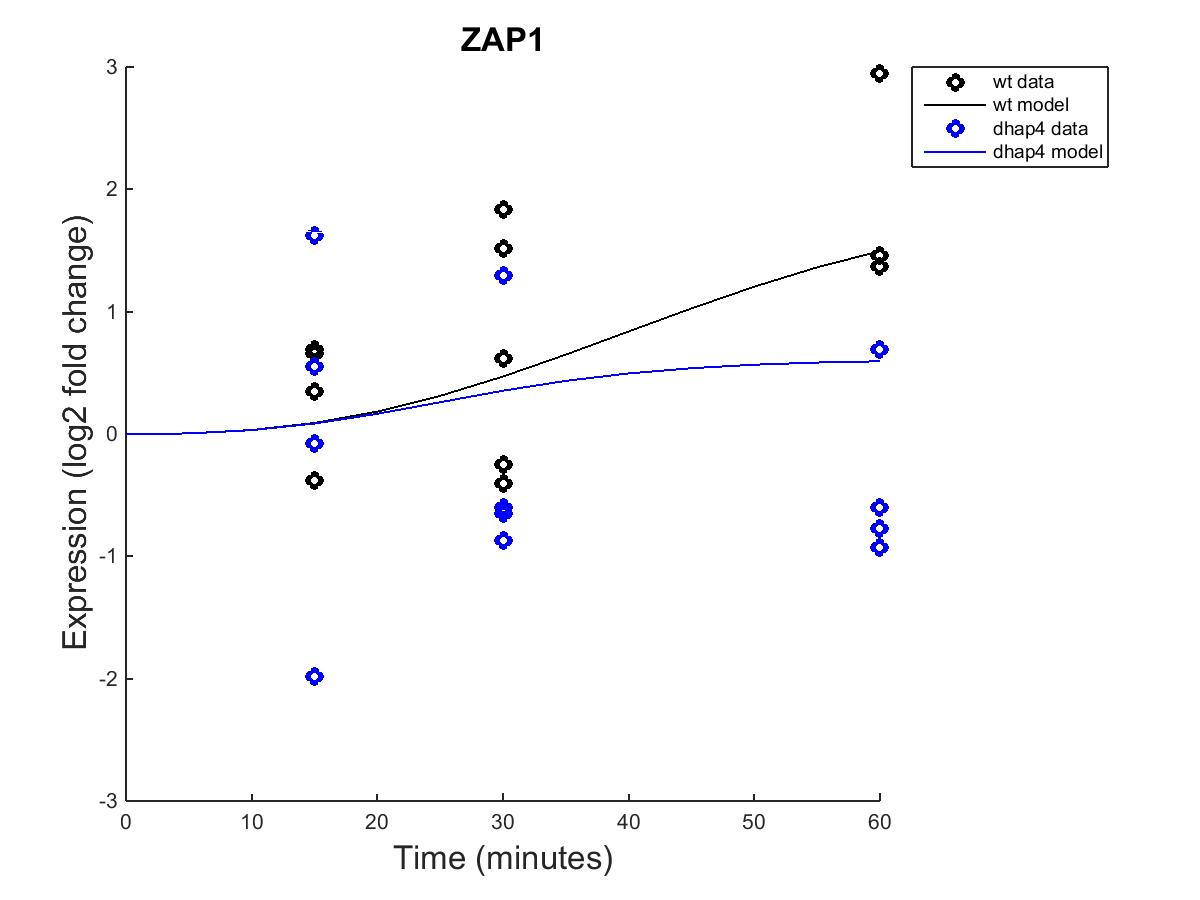 ZAP1
3
2
1
0
-1
-2
-3
Expression (log2 fold change)
0 10 20 30 40 50 60
Time (minutes)
wt data
wt model
dhap4 data
dhap4 model